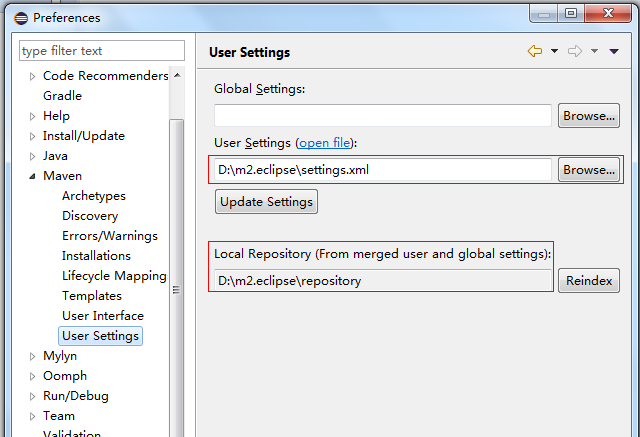 Preferences
type filter text
User Settings
Code Recommenders
Gradle
Help
Install/Update
Java
Maven
Archetypes
Discovery
Errors/Warnings
Installations
Lifecycle Mapping
Templates
User Interface
User Settings
Mylyn
Oomph
Run/Debug
Team
Validation
Global Settings:
Browse...
User Settings (open file):
D:\m2.eclipse\settings.xml
Browse...
Update Settings
Local Repository (From merged user and global settings):
D:\m2.eclipse\repository
Reindex